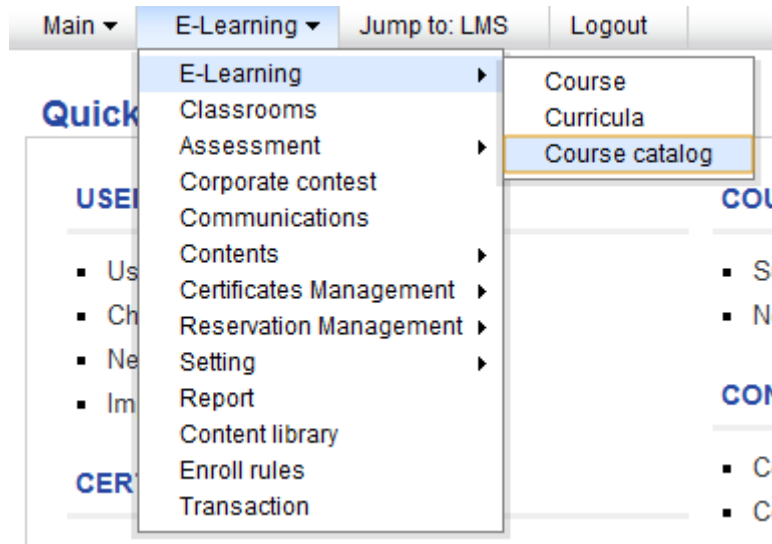 Main E-Learning Jump to: LMS Logout
E-Learning
Classrooms
Assessment
Corporate contest
Communications
Contents
Certificates Management
Reservation Management
Setting
Report
Content library
Enroll rules
Transaction
Course
Curricula
Course catalog
Quick